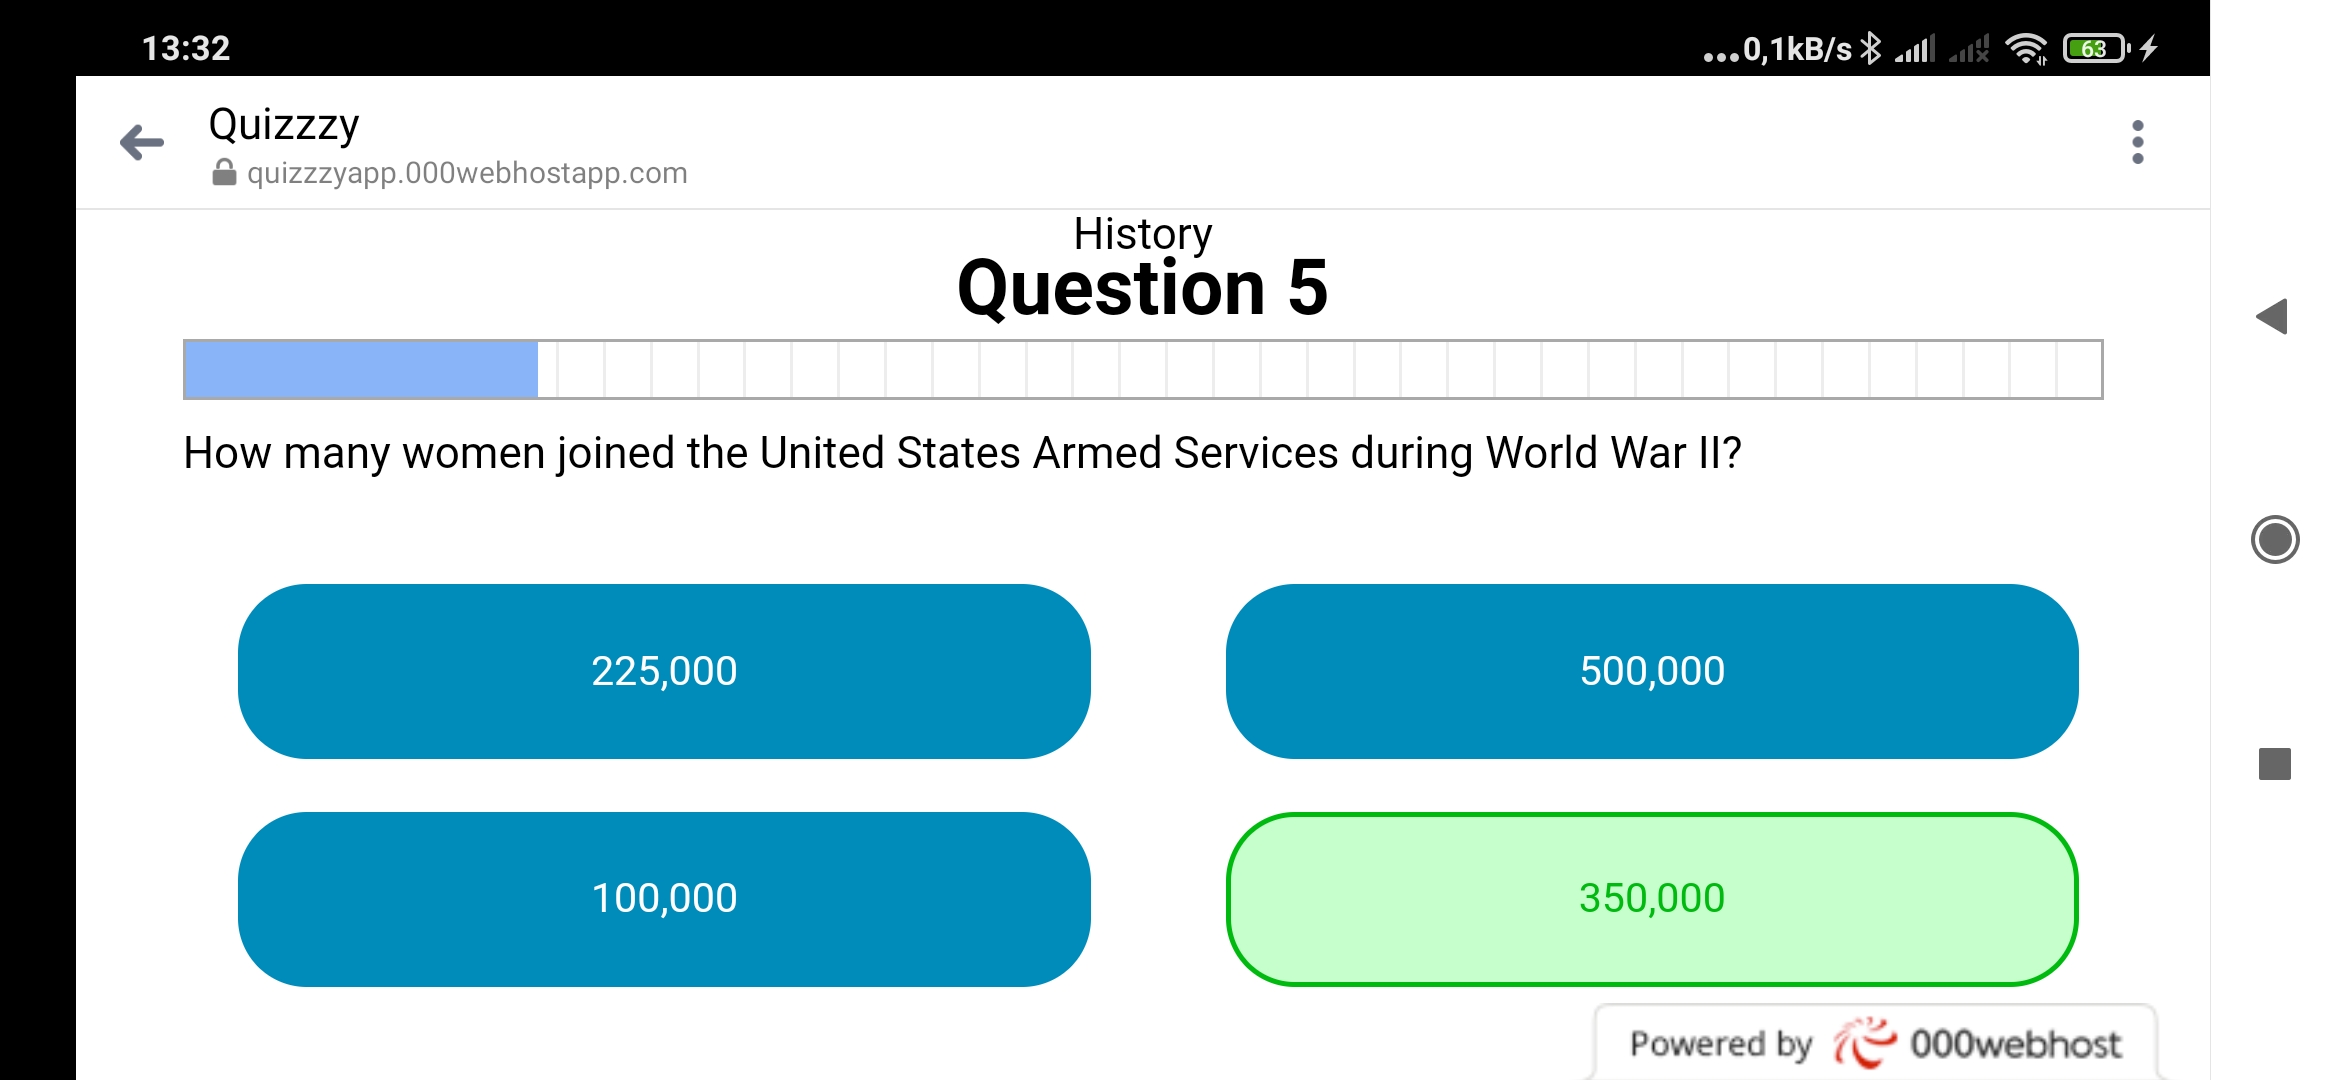 13:32
...0,1kB/s
63
Quizzzy
quizzzyapp.000webhostapp.com
History
Question 5
How many women joined the United States Armed Services during World War II?
225,000
500,000
100,000
350,000
Powered by 000webhost